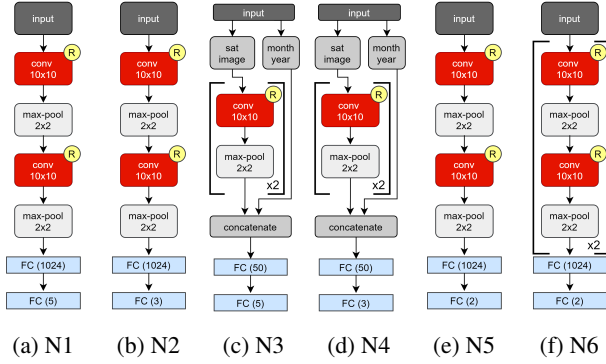 input
R
conv
10x10
max-pool
2x2
R
conv
10x10
max-pool
2x2
FC (1024)
FC (5)
(a) N1
input
R
conv
10x10
max-pool
2x2
R
conv
10x10
max-pool
2x2
FC (1024)
FC (3)
(b) N2
input
sat
image
month
year
R
conv
10x10
max-pool
2x2
x2
concatenate
FC (50)
FC (5)
(c) N3
input
sat
image
month
year
R
conv
10x10
max-pool
2x2
x2
concatenate
FC (50)
FC (3)
(d) N4
input
R
conv
10x10
max-pool
2x2
R
conv
10x10
max-pool
2x2
FC (1024)
FC (2)
(e) N5
input
R
conv
10x10
max-pool
2x2
R
conv
10x10
max-pool
2x2
x2
FC (1024)
FC (2)
(f) N6